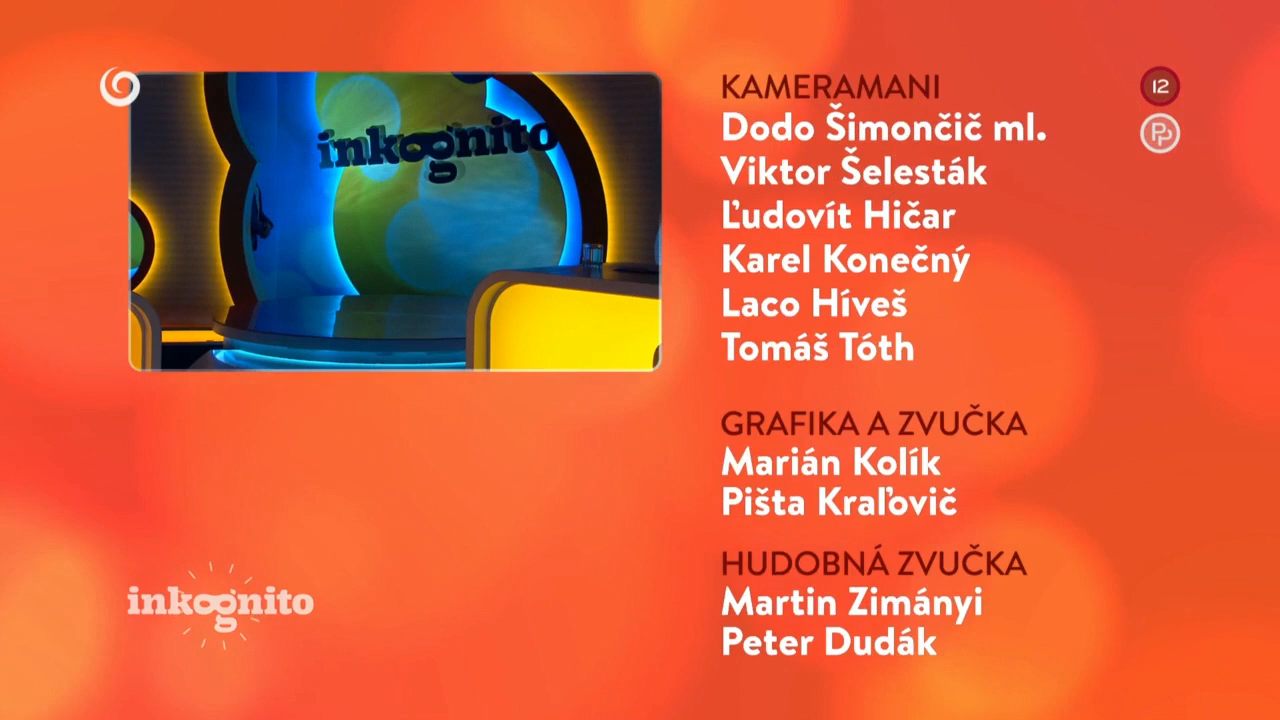 inkognito
KAMERAMANI
Dodo Šimončič ml.
Viktor Šelesták
Ľudovít Hičar
Karel Konečný
Laco Híveš
Tomáš Tóth
GRAFIKA A ZVUČKA
Marián Kolík
Pišta Kraľovič
HUDOBNÁ ZVUČKA
Martin Zimányi
Peter Dudák
12
PP
inkognito